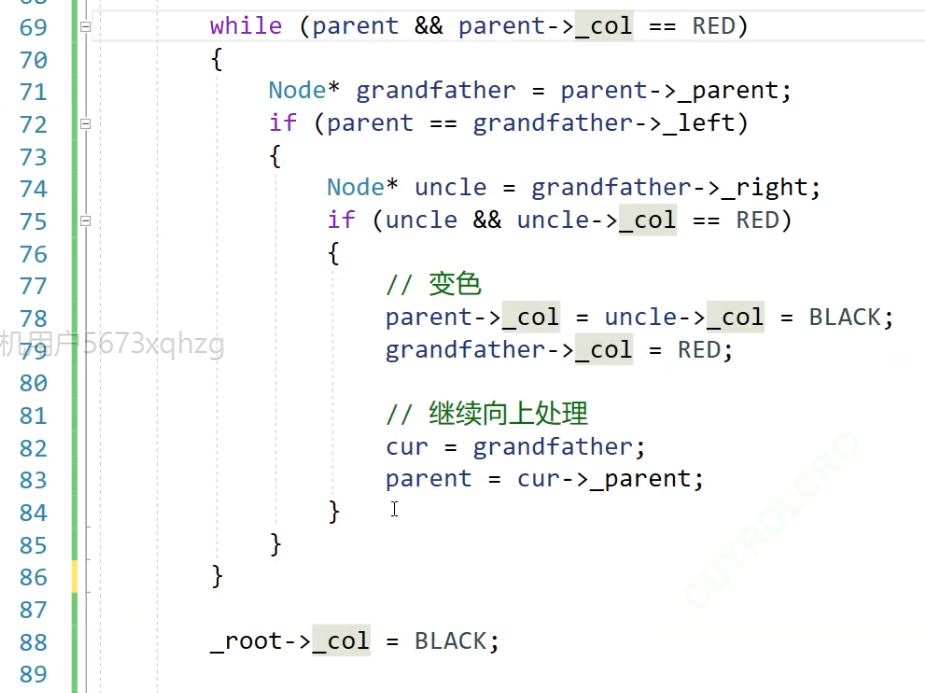 69 while (parent && parent->_col == RED)
70 {
71 Node* grandfather = parent->_parent;
72 if (parent == grandfather->_left)
73 {
74 Node* uncle = grandfather->_right;
75 if (uncle && uncle->_col == RED)
76 {
77 // 变色
78 parent->_col = uncle->_col = BLACK;
机用户5673xqhzg
79 grandfather->_col = RED;
80
81 // 继续向上处理
82 cur = grandfather;
83 parent = cur->_parent;
84 }
85 }
86 }
CUYRDLCRO
87
88 _root->_col = BLACK;
89